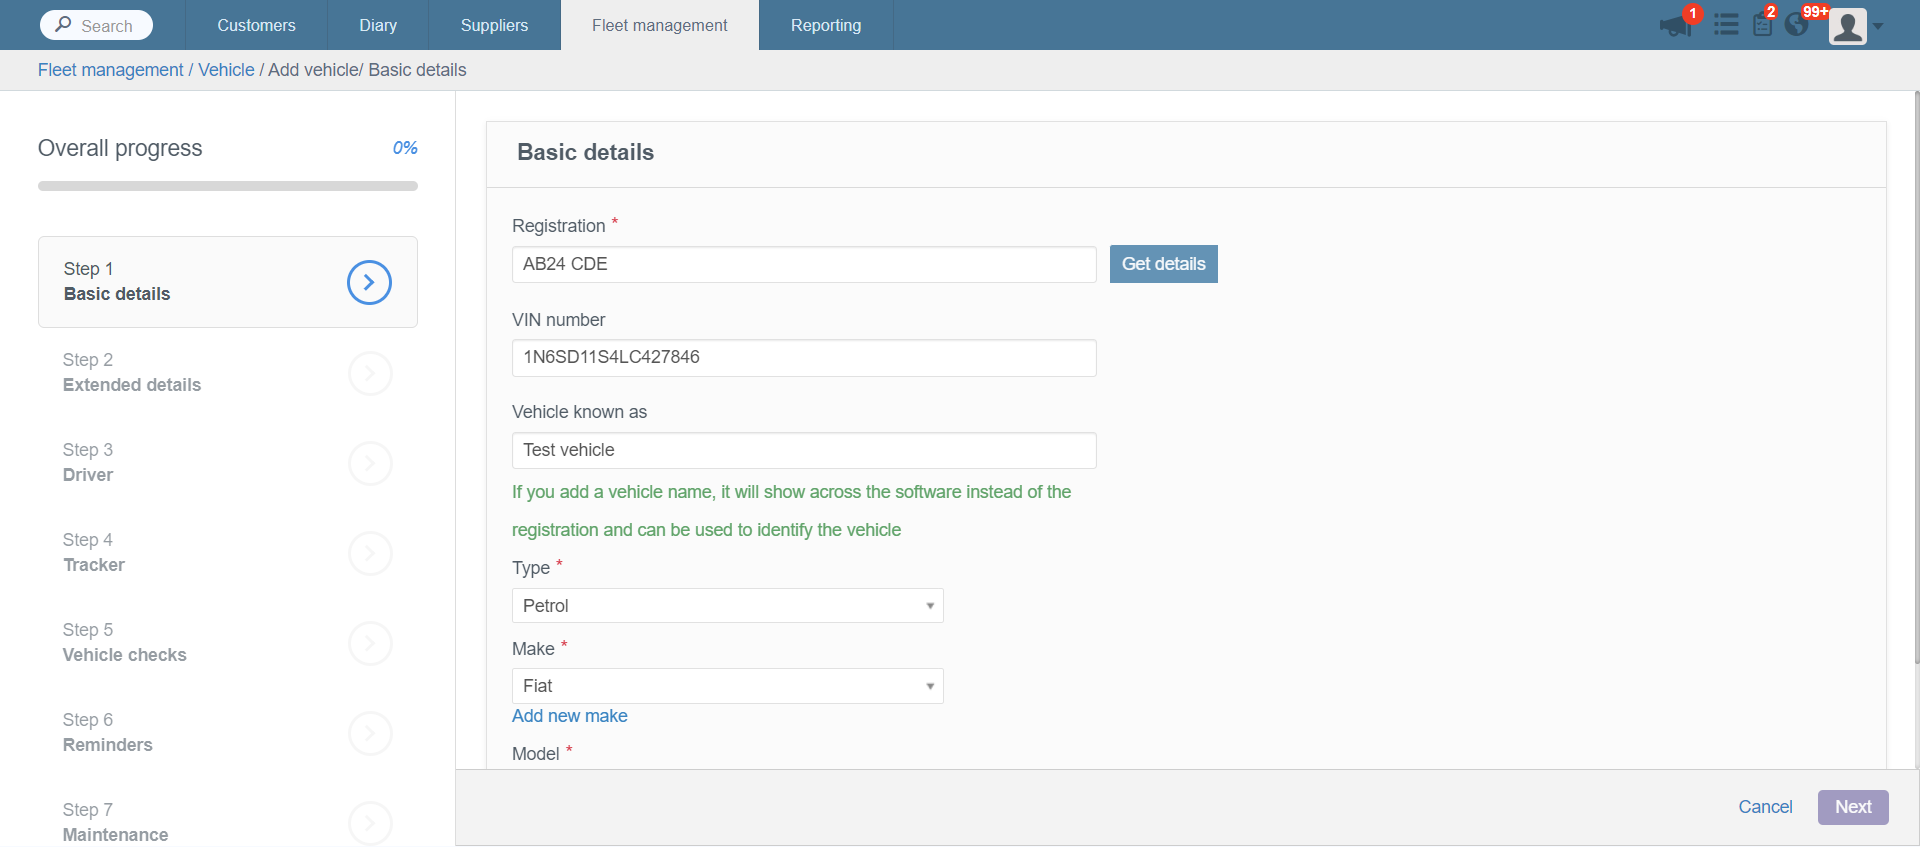 Search
Customers
Diary
Suppliers
Fleet management
Reporting
1
2
99+
Fleet management / Vehicle / Add vehicle/ Basic details
Overall progress
0%
Step 1
Basic details
Step 2
Extended details
Step 3
Driver
Step 4
Tracker
Step 5
Vehicle checks
Step 6
Reminders
Step 7
Maintenance
Basic details
Registration *
AB24 CDE
Get details
VIN number
1N6SD11S4LC427846
Vehicle known as
Test vehicle
If you add a vehicle name, it will show across the software instead of the
registration and can be used to identify the vehicle
Type *
Petrol
Make *
Fiat
Add new make
Model *
Cancel
Next